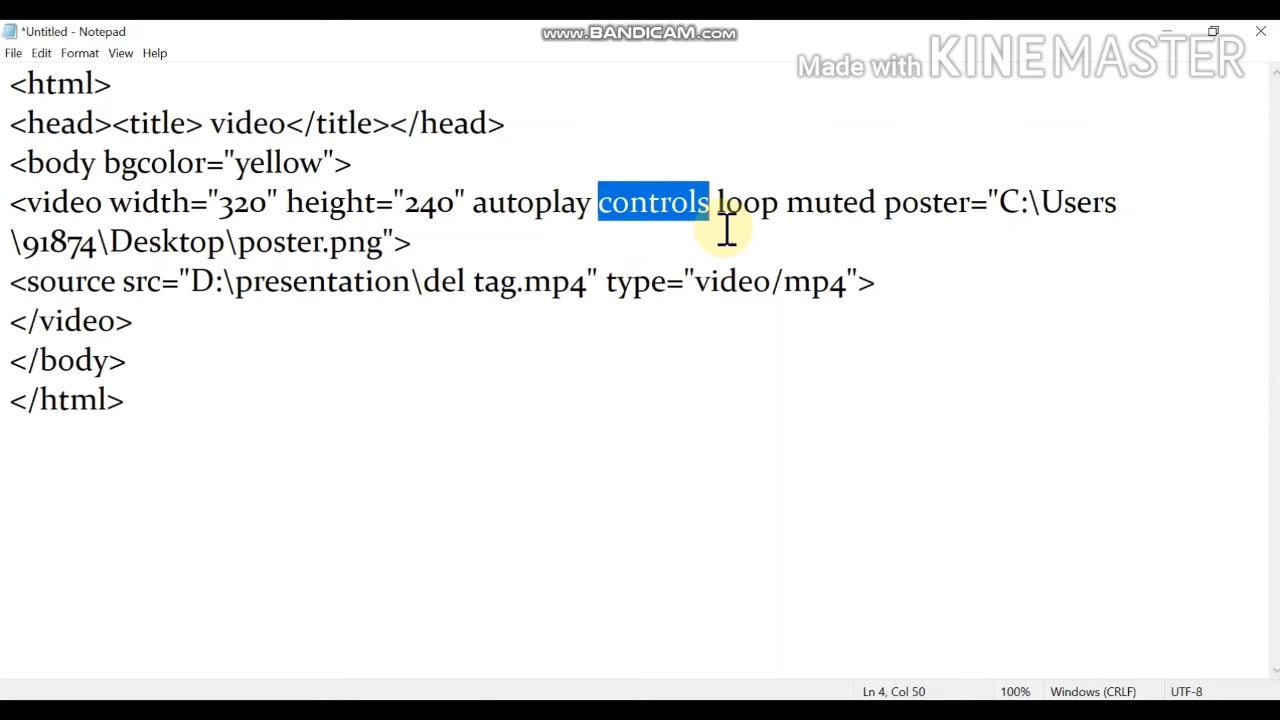 *Untitled - Notepad
www.BANDICAM.com
File Edit Format View Help
Made with KINEMASTER
<html>
<head><title> video</title></head>
<body bgcolor="yellow">
<video width="320" height="240" autoplay controls loop muted poster="C:\Users
\91874\Desktop\poster.png">
<source src="D:\presentation\del tag.mp4" type="video/mp4">
</video>
</body>
</html>
Ln 4, Col 50 100% Windows (CRLF) UTF-8